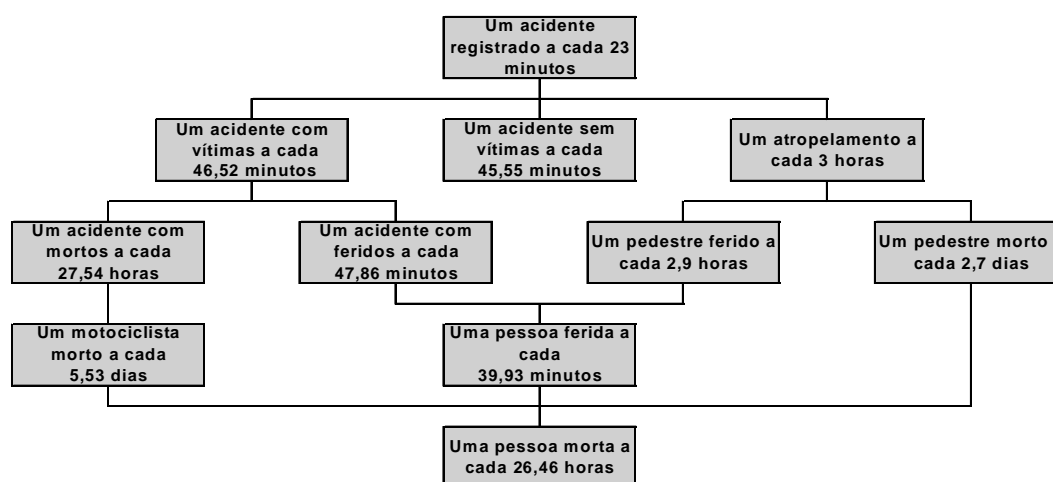 Um acidente
registrado a cada 23
minutos
Um acidente com
vítimas a cada
46,52 minutos
Um acidente sem
vítimas a cada
45,55 minutos
Um atropelamento a
cada 3 horas
Um acidente com
mortos a cada
27,54 horas
Um acidente com
feridos a cada
47,86 minutos
Um pedestre ferido a
cada 2,9 horas
Um pedestre morto
cada 2,7 dias
Um motociclista
morto a cada
5,53 dias
Uma pessoa ferida a
cada
39,93 minutos
Uma pessoa morta a
cada 26,46 horas